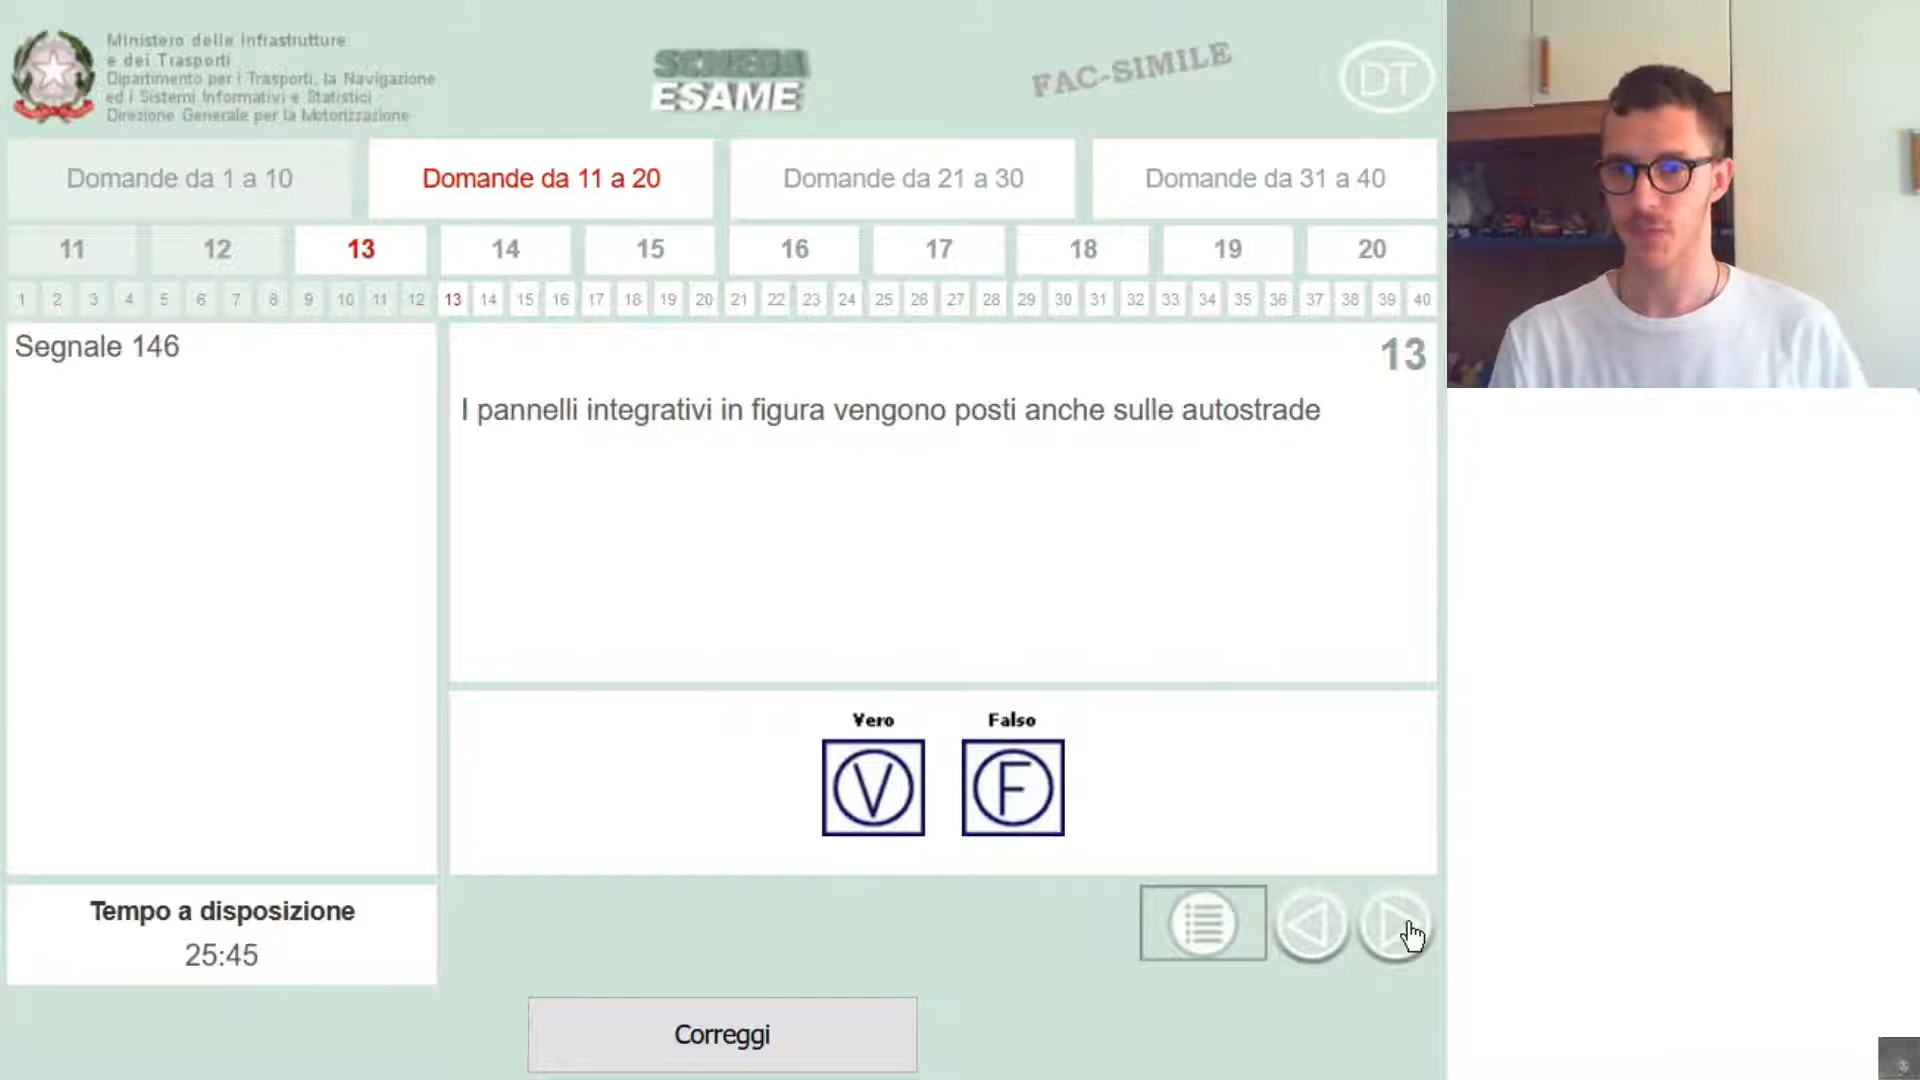 Ministero delle Infrastrutture
e dei Trasporti
Dipartimento per i Trasporti, la Navigazione
ed i Sistemi Informativi e Statistici
Direzione Generale per la Motorizzazione
SCHEDA
ESAME
FAC-SIMILE
DT
Domande da 1 a 10
Domande da 11 a 20
Domande da 21 a 30
Domande da 31 a 40
11 12 13 14 15 16 17 18 19 20
1 2 3 4 5 6 7 8 9 10 11 12 13 14 15 16 17 18 19 20 21 22 23 24 25 26 27 28 29 30 31 32 33 34 35 36 37 38 39 40
Segnale 146
13
I pannelli integrativi in figura vengono posti anche sulle autostrade
Vero Falso
V F
Tempo a disposizione
25:45
Correggi